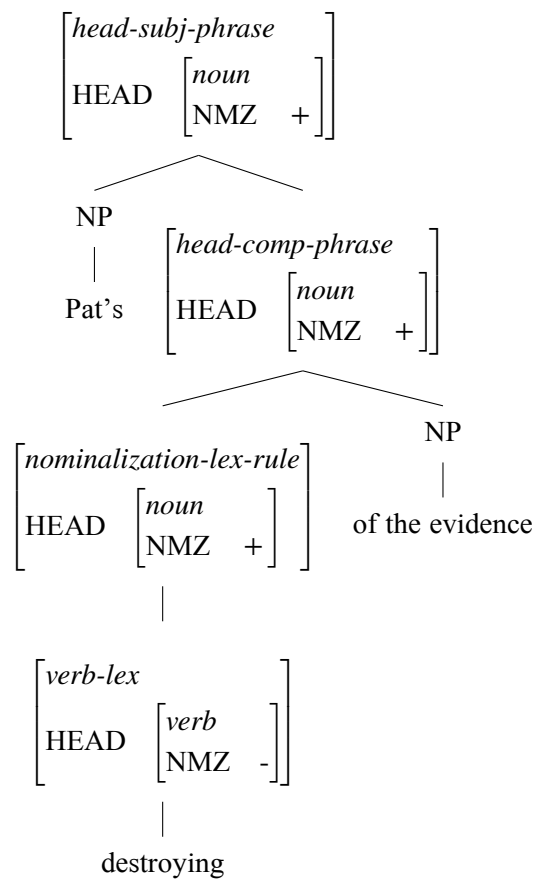 head-subj-phrase
HEAD noun
NMZ +
NP
Pat's
head-comp-phrase
HEAD noun
NMZ +
nominalization-lex-rule
HEAD noun
NMZ +
NP
of the evidence
verb-lex
HEAD verb
NMZ -
destroying